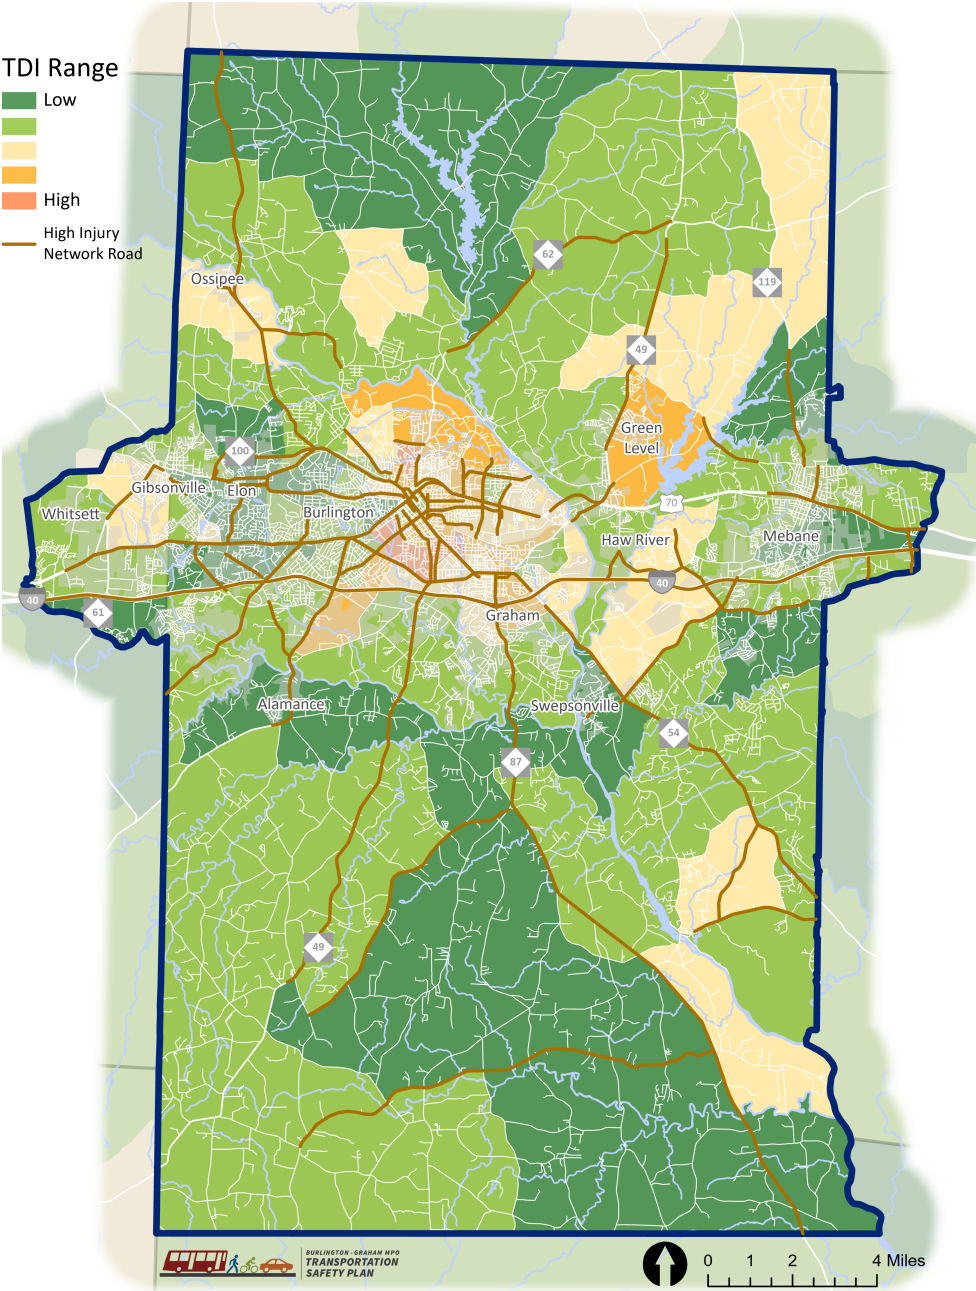 TDI Range
Low
High
High Injury
Network Road
62
119
Ossipee
49
Green
Level
100
Gibsonville
Elon
Whitsett
Burlington
70
Haw River
Mebane
40
40
61
Graham
Alamance
Swepsonville
54
87
49
BURLINGTON - GRAHAM MPO
TRANSPORTATION
SAFETY PLAN
0 1 2 4 Miles